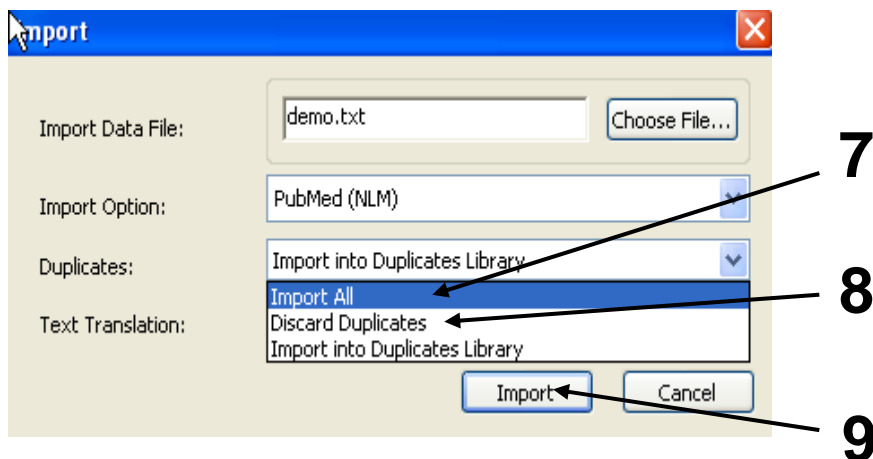 Import
Import Data File:
demo.txt
Choose File...
7
Import Option:
PubMed (NLM)
Duplicates:
Import into Duplicates Library
Import All
8
Text Translation:
Discard Duplicates
Import into Duplicates Library
Import
Cancel
9